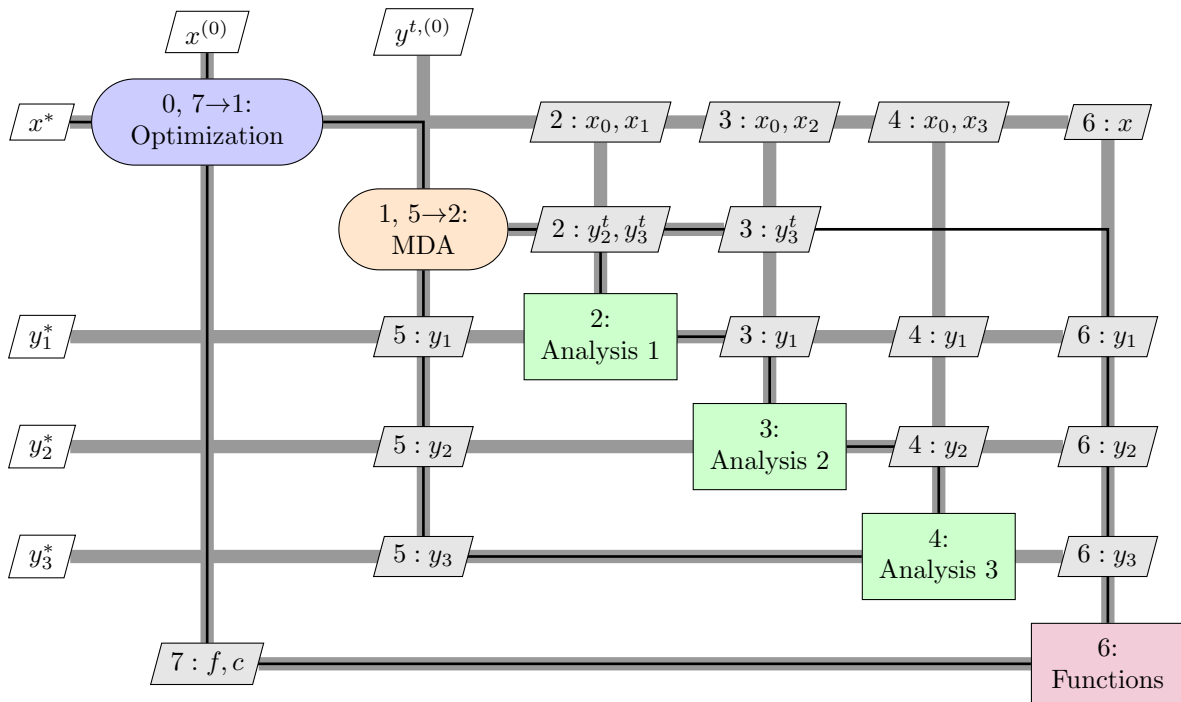 x^{(0)}
y^{t,(0)}
x^*
0, 7→1:
Optimization
2 : x_0, x_1
3 : x_0, x_2
4 : x_0, x_3
6 : x
1, 5→2:
MDA
2 : y_2^t, y_3^t
3 : y_3^t
y_1^*
5 : y_1
2:
Analysis 1
3 : y_1
4 : y_1
6 : y_1
y_2^*
5 : y_2
3:
Analysis 2
4 : y_2
6 : y_2
y_3^*
5 : y_3
4:
Analysis 3
6 : y_3
7 : f, c
6:
Functions